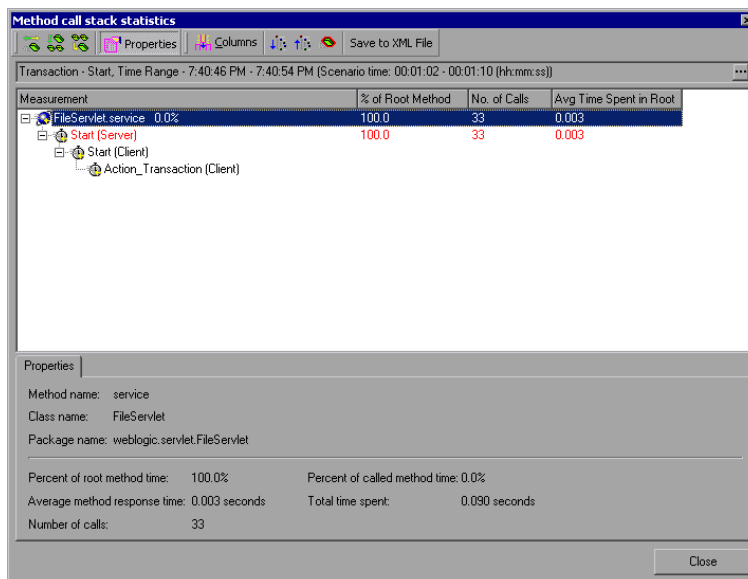 Method call stack statistics
Properties Columns Save to XML File
Transaction - Start, Time Range - 7:40:46 PM - 7:40:54 PM (Scenario time: 00:01:02 - 00:01:10 (hh:mm:ss)) ...
Measurement % of Root Method No. of Calls Avg Time Spent in Root
FileServlet.service 0.0% 100.0 33 0.003
Start (Server) 100.0 33 0.003
Start (Client)
Action_Transaction (Client)
Properties
Method name: service
Class name: FileServlet
Package name: weblogic.servlet.FileServlet
Percent of root method time: 100.0% Percent of called method time: 0.0%
Average method response time: 0.003 seconds Total time spent: 0.090 seconds
Number of calls: 33
Close